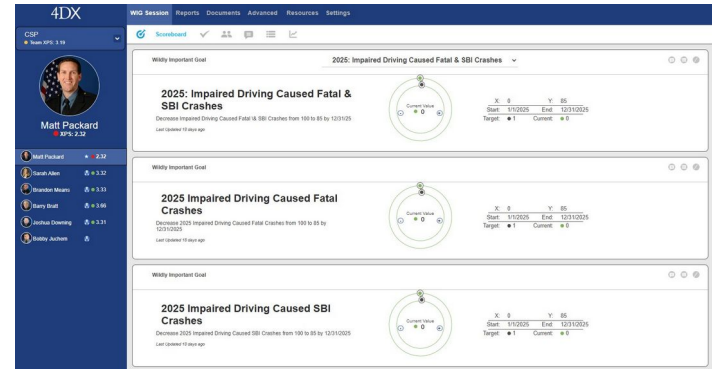 4DX
WIG Session Reports Documents Advanced Resources Settings
CSP
Team XPS: 3.19
Scoreboard
Matt Packard
XPS: 2.32
Matt Packard 2.32
Sarah Allen 3.32
Brandon Means 3.33
Barry Bratt 3.66
Joshua Downing 3.31
Bobby Juchem
Wildly Important Goal
2025: Impaired Driving Caused Fatal & SBI Crashes
2025: Impaired Driving Caused Fatal &
SBI Crashes
Decrease Impaired Driving Caused Fatal \& SBI Crashes from 100 to 85 by 12/31/25
Last Updated 10 days ago
Current Value
0
X: 0 Y: 85
Start: 1/1/2025 End: 12/31/2025
Target: 1 Current: 0
Wildly Important Goal
2025 Impaired Driving Caused Fatal
Crashes
Decrease 2025 Impaired Driving Caused Fatal Crashes from 100 to 85 by
12/31/2025
Last Updated 10 days ago
Current Value
0
X: 0 Y: 85
Start: 1/1/2025 End: 12/31/2025
Target: 1 Current: 0
Wildly Important Goal
2025 Impaired Driving Caused SBI
Crashes
Decrease 2025 Impaired Driving Caused SBI Crashes from 100 to 85 by 12/31/2025
Last Updated 10 days ago
Current Value
0
X: 0 Y: 85
Start: 1/1/2025 End: 12/31/2025
Target: 1 Current: 0